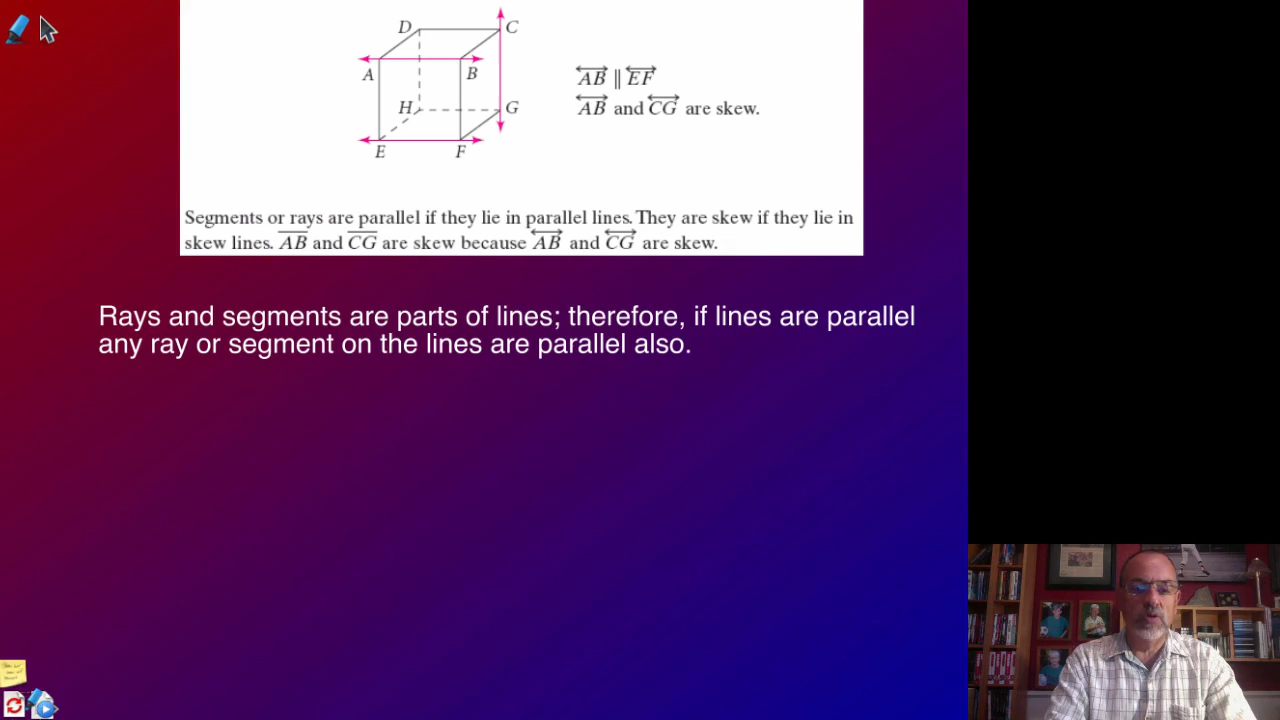 D
C
A
B
H
G
E
F
AB ∥ EF
AB and CG are skew.
Segments or rays are parallel if they lie in parallel lines. They are skew if they lie in
skew lines. AB and CG are skew because AB and CG are skew.
Rays and segments are parts of lines; therefore, if lines are parallel
any ray or segment on the lines are parallel also.